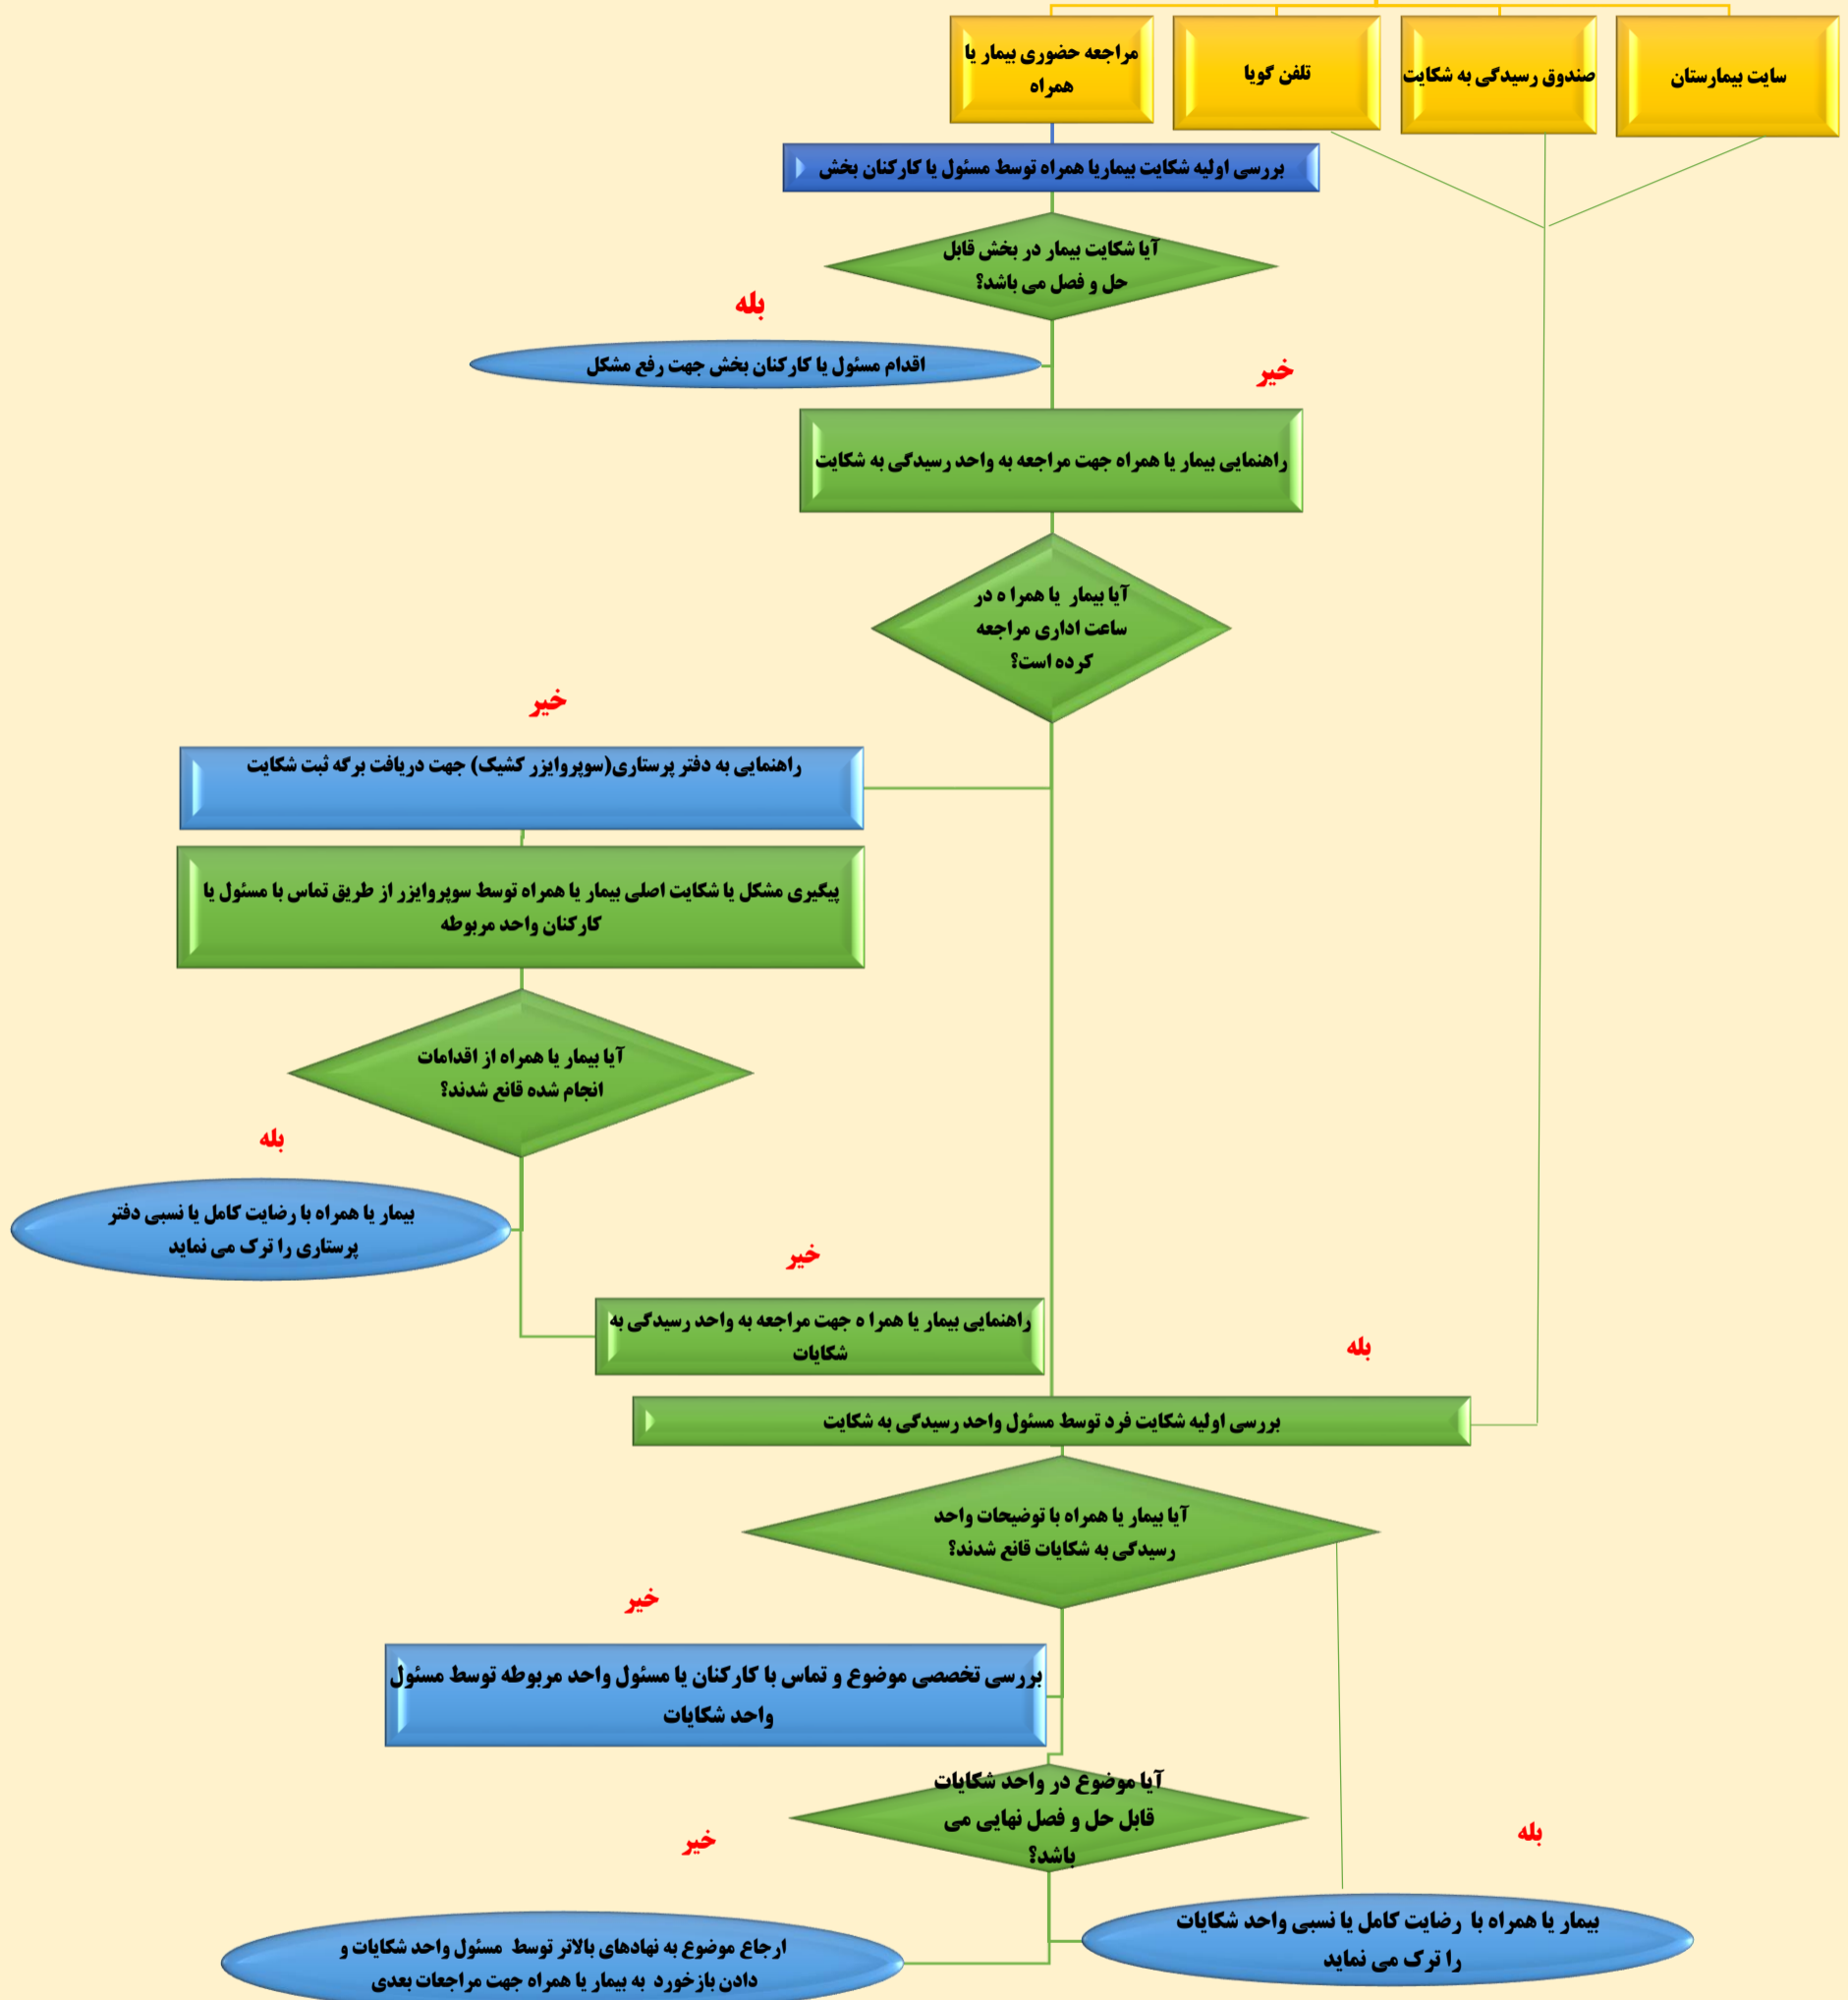 سایت بیمارستان
صندوق رسیدگی به شکایت
تلفن گویا
مراجعه حضوری بیمار یا
همراه
بررسی اولیه شکایت بیماریا همراه توسط مسئول یا کارکنان بخش
آیا شکایت بیمار در بخش قابل
حل و فصل می باشد؟
بله
اقدام مسئول یا کارکنان بخش جهت رفع مشکل
خیر
راهنمایی بیمار یا همراه جهت مراجعه به واحد رسیدگی به شکایت
آیا بیمار یا همرا ه در
ساعت اداری مراجعه
کرده است؟
خیر
راهنمایی به دفتر پرستاری(سوپروایزر کشیک) جهت دریافت برگه ثبت شکایت
پیگیری مشکل یا شکایت اصلی بیمار یا همراه توسط سوپروایزر از طریق تماس با مسئول یا
کارکنان واحد مربوطه
آیا بیمار یا همراه از اقدامات
انجام شده قانع شدند؟
بله
بیمار یا همراه با رضایت کامل یا نسبی دفتر
پرستاری را ترک می نماید
خیر
راهنمایی بیمار یا همرا ه جهت مراجعه به واحد رسیدگی به
شکایات
بله
بررسی اولیه شکایت فرد توسط مسئول واحد رسیدگی به شکایت
آیا بیمار یا همراه با توضیحات واحد
رسیدگی به شکایات قانع شدند؟
خیر
بررسی تخصصی موضوع و تماس با کارکنان یا مسئول واحد مربوطه توسط مسئول
واحد شکایات
آیا موضوع در واحد شکایات
قابل حل و فصل نهایی می
باشد؟
بله
خیر
بیمار یا همراه با رضایت کامل یا نسبی واحد شکایات
را ترک می نماید
ارجاع موضوع به نهادهای بالاتر توسط مسئول واحد شکایات و
دادن بازخورد به بیمار یا همراه جهت مراجعات بعدی